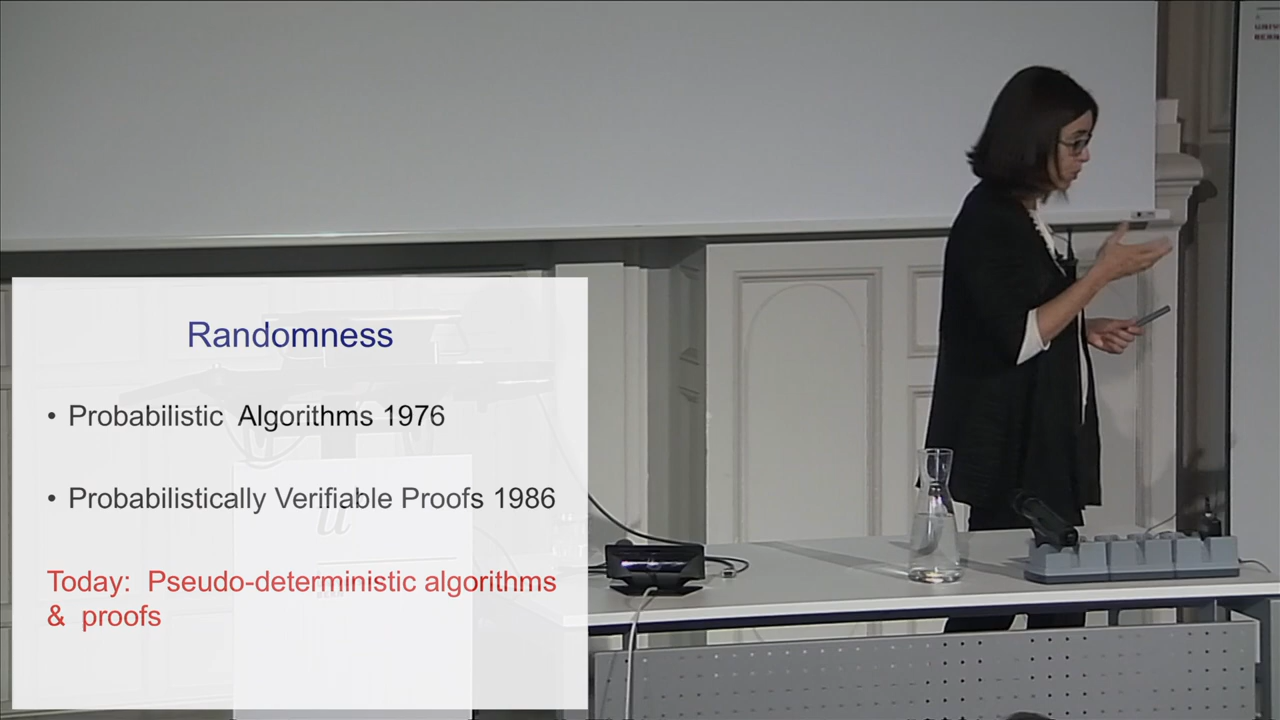 Randomness
• Probabilistic Algorithms 1976
• Probabilistically Verifiable Proofs 1986
Today: Pseudo-deterministic algorithms
& proofs